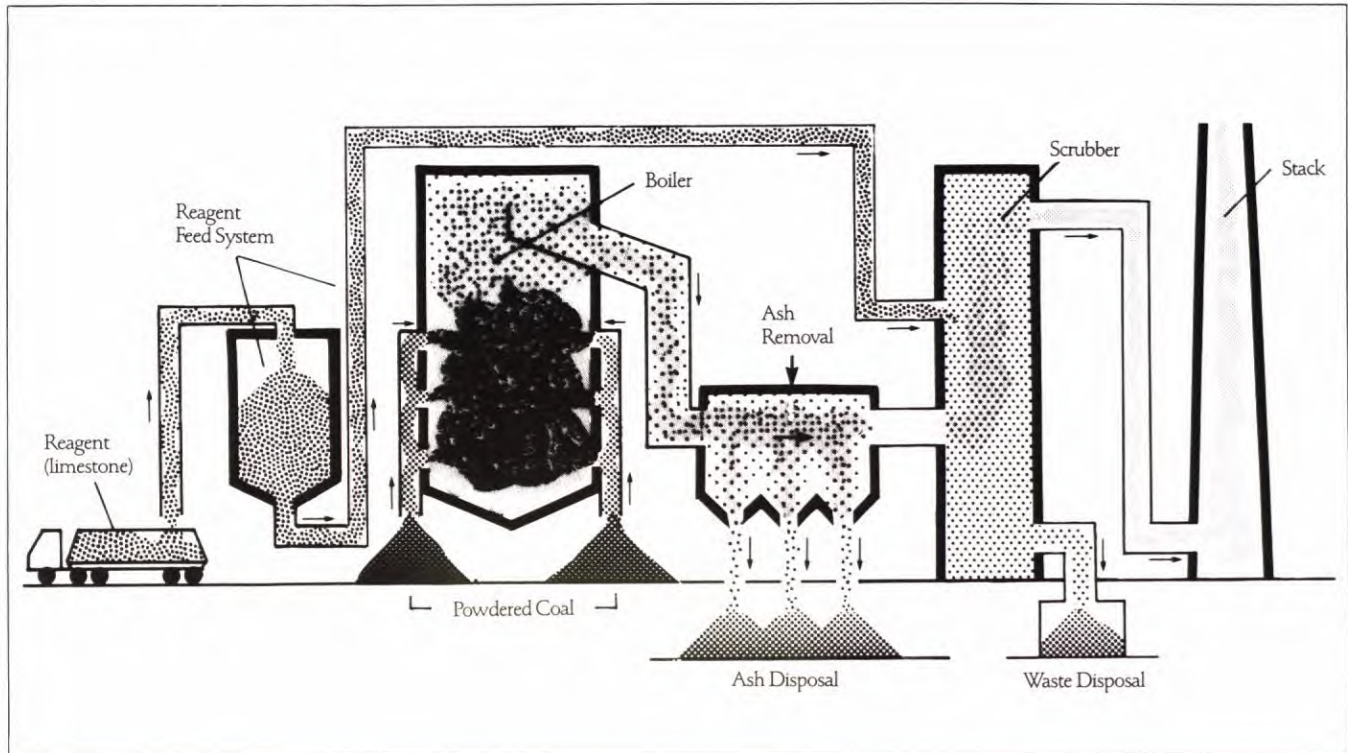 Scrubber
Stack
Boiler
Reagent
Feed System
Ash
Removal
Reagent
(limestone)
Powdered Coal
Ash Disposal
Waste Disposal